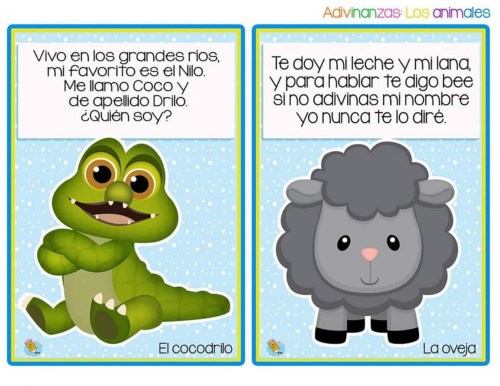 Adivinanzas: Los animales
Vivo en los grandes ríos,
mi favorito es el Nilo.
Me llamo Coco y
de apellido Drilo.
¿Quién soy?
El cocodrilo
Te doy mi leche y mi lana,
y para hablar te digo bee
si no adivinas mi nombre
yo nunca te lo diré.
La oveja